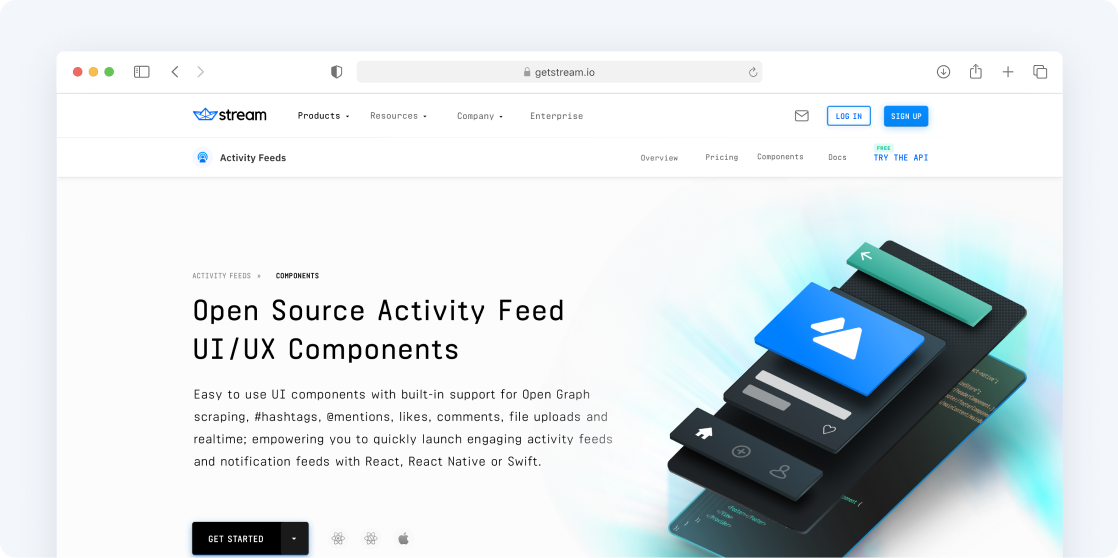 getstream.io
stream
Products
Resources
Company
Enterprise
LOG IN
SIGN UP
Activity Feeds
Overview
Pricing
Components
Docs
FREE
TRY THE API
ACTIVITY FEEDS
COMPONENTS
Open Source Activity Feed
UI/UX Components
Easy to use UI components with built-in support for Open Graph
scraping, #hashtags, @mentions, likes, comments, file uploads and
realtime; empowering you to quickly launch engaging activity feeds
and notification feeds with React, React Native or Swift.
GET STARTED